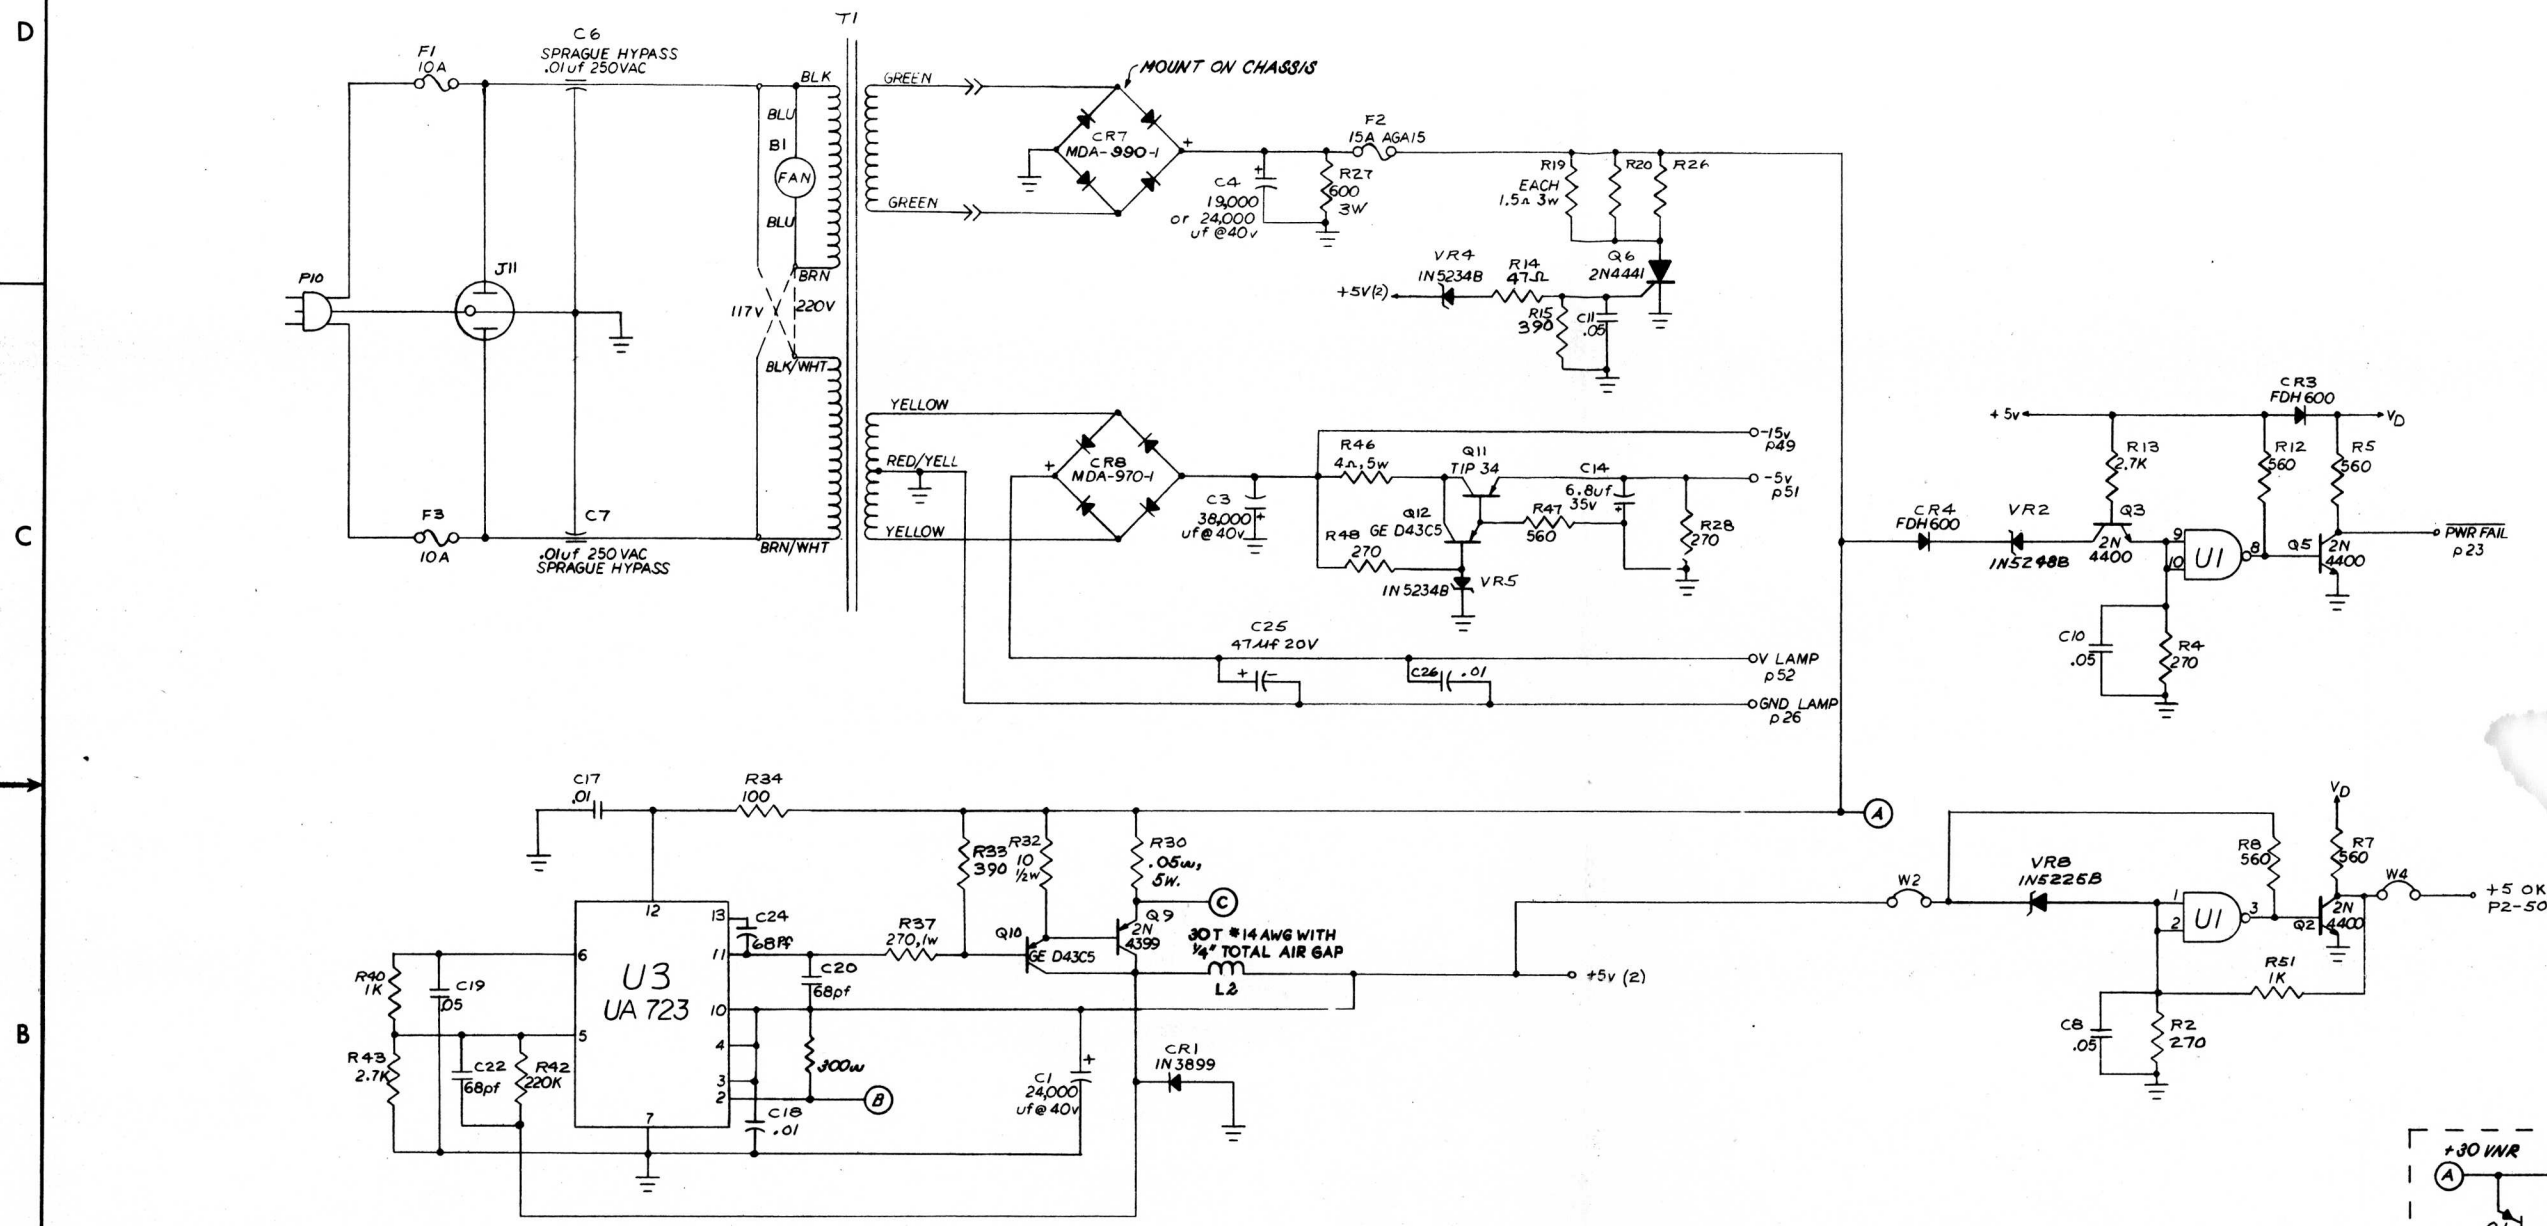 D
C
B
T1
C6
SPRAGUE HYPASS
.01uf 250VAC
F1
10A
BLK
BLU
B1
FAN
BLU
BRN
P10
J11
117V
220V
BLK/WHT
F3
10A
C7
.01uf 250VAC
SPRAGUE HYPASS
BRN/WHT
GREEN
GREEN
MOUNT ON CHASSIS
CR7
MDA-990-1
+
C4
19,000
or 24,000
uf @40v
+
R27
600
3W
F2
15A AGA15
R19
R20
R26
EACH
1.5Ω 3w
Q6
2N4441
VR4
1N5234B
R14
47Ω
+5V(2)
R15
390
C11
.05
YELLOW
RED/YELL
YELLOW
+
CR8
MDA-970-1
C3
38,000
uf@40v
+
R46
4Ω,5w
Q11
TIP 34
C14
6.8uf
35v
+
-15v
p49
-5v
p51
Q12
GE D43C5
R47
560
R28
270
R48
270
1N5234B
VR5
C25
47uf 20V
+ -
C26
.01
V LAMP
p52
GND LAMP
p26
+5v
CR3
FDH600
VD
R13
2.7K
R12
560
R5
560
CR4
FDH600
VR2
1N5248B
Q3
2N
4400
9
10
U1
8
Q5
2N
4400
PWR FAIL
p23
C10
.05
R4
270
C17
.01
R34
100
A
R33
390
R32
10
1/2w
R30
.05w,
5W.
C
12
13
C24
68Pf
11
R37
270,1w
Q10
GE D43C5
Q9
2N
4399
30T #14 AWG WITH
1/4" TOTAL AIR GAP
L2
+5v (2)
6
U3
UA 723
R40
1K
C19
.05
C20
68pf
10
5
R43
2.7K
C22
68pf
R42
220K
4
3
2
7
300w
B
C18
.01
C1
24,000
uf@40v
+
CR1
1N3899
W2
VR8
1N5226B
VD
R8
560
R7
560
W4
+5 OK
P2-50
1
2
U1
3
Q2
2N
4400
R51
1K
C8
.05
R2
270
+30 VNR
A